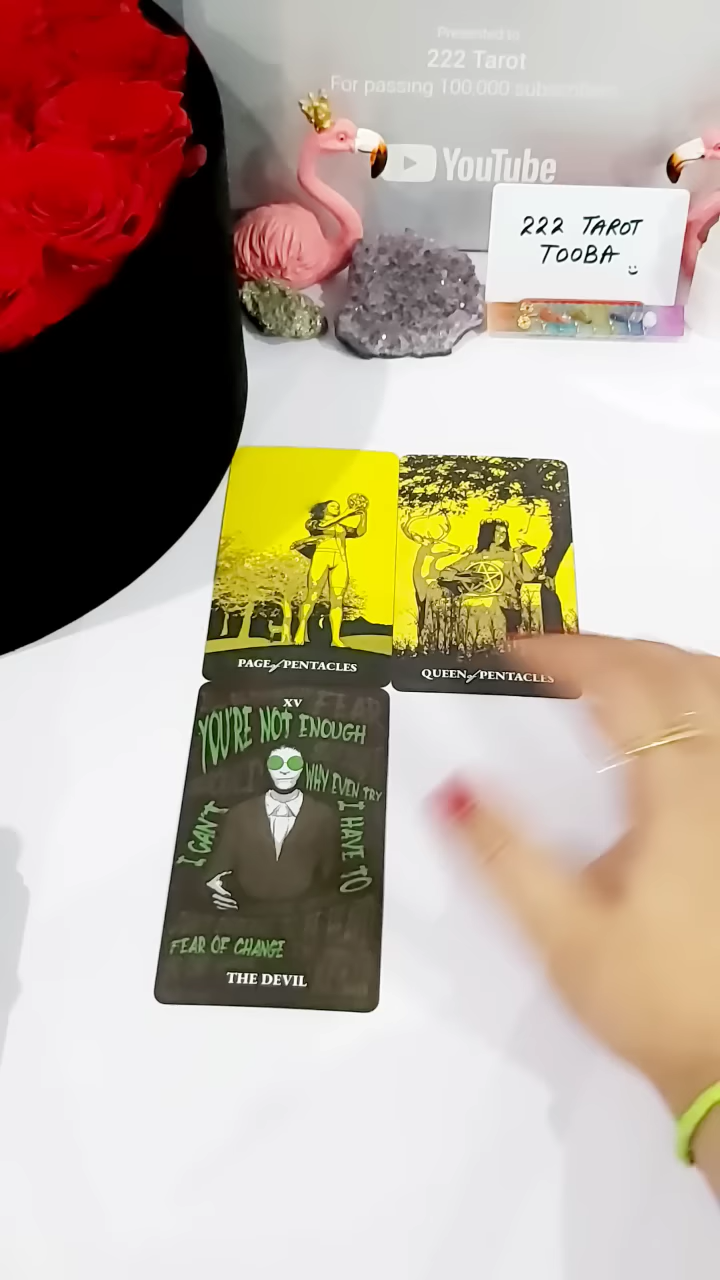 Presented to
222 Tarot
For passing 100,000 subscribers
YouTube
222 TAROT
TOOBA
PAGE of PENTACLES
QUEEN of PENTACLES
XV
YOU'RE NOT ENOUGH
WHY EVEN TRY
I CAN'T
I HAVE TO
FEAR OF CHANGE
THE DEVIL